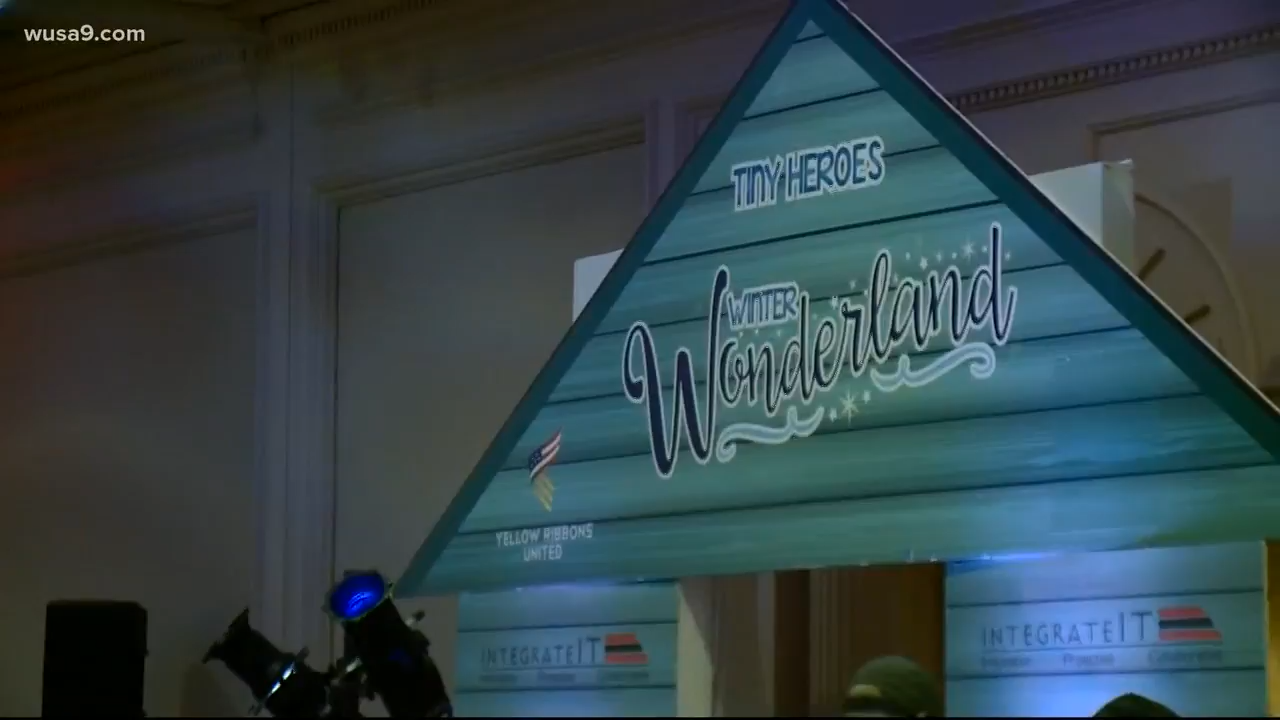 wusa9.com
TINY HEROES
WINTER
Wonderland
YELLOW RIBBONS
UNITED
INTEGRATEIT
INTEGRATEIT